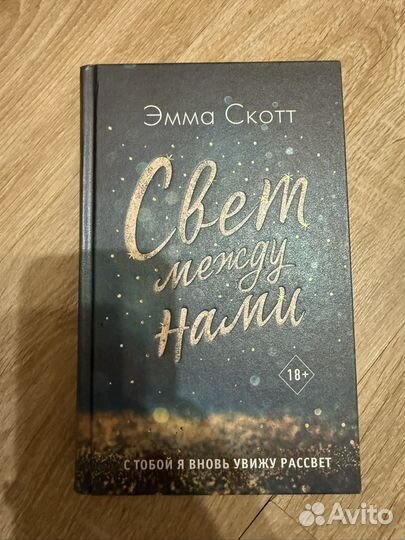 Эмма Скотт
Свет
между
нами
18+
С ТОБОЙ Я ВНОВЬ УВИЖУ РАССВЕТ
Avito